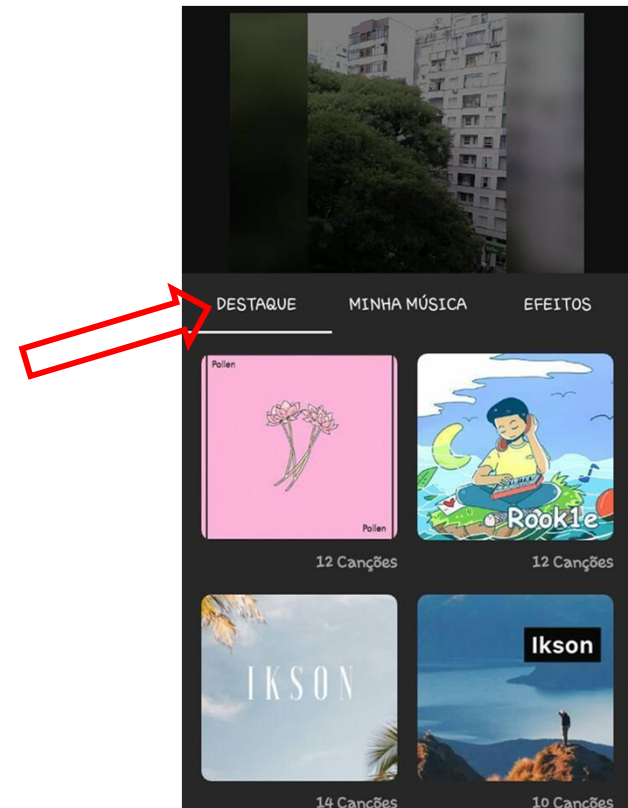 DESTAQUE MINHA MÚSICA EFEITOS
Pollen
Pollen
Rook1e
12 Canções 12 Canções
IKSON
Ikson
14 Canções 10 Canções